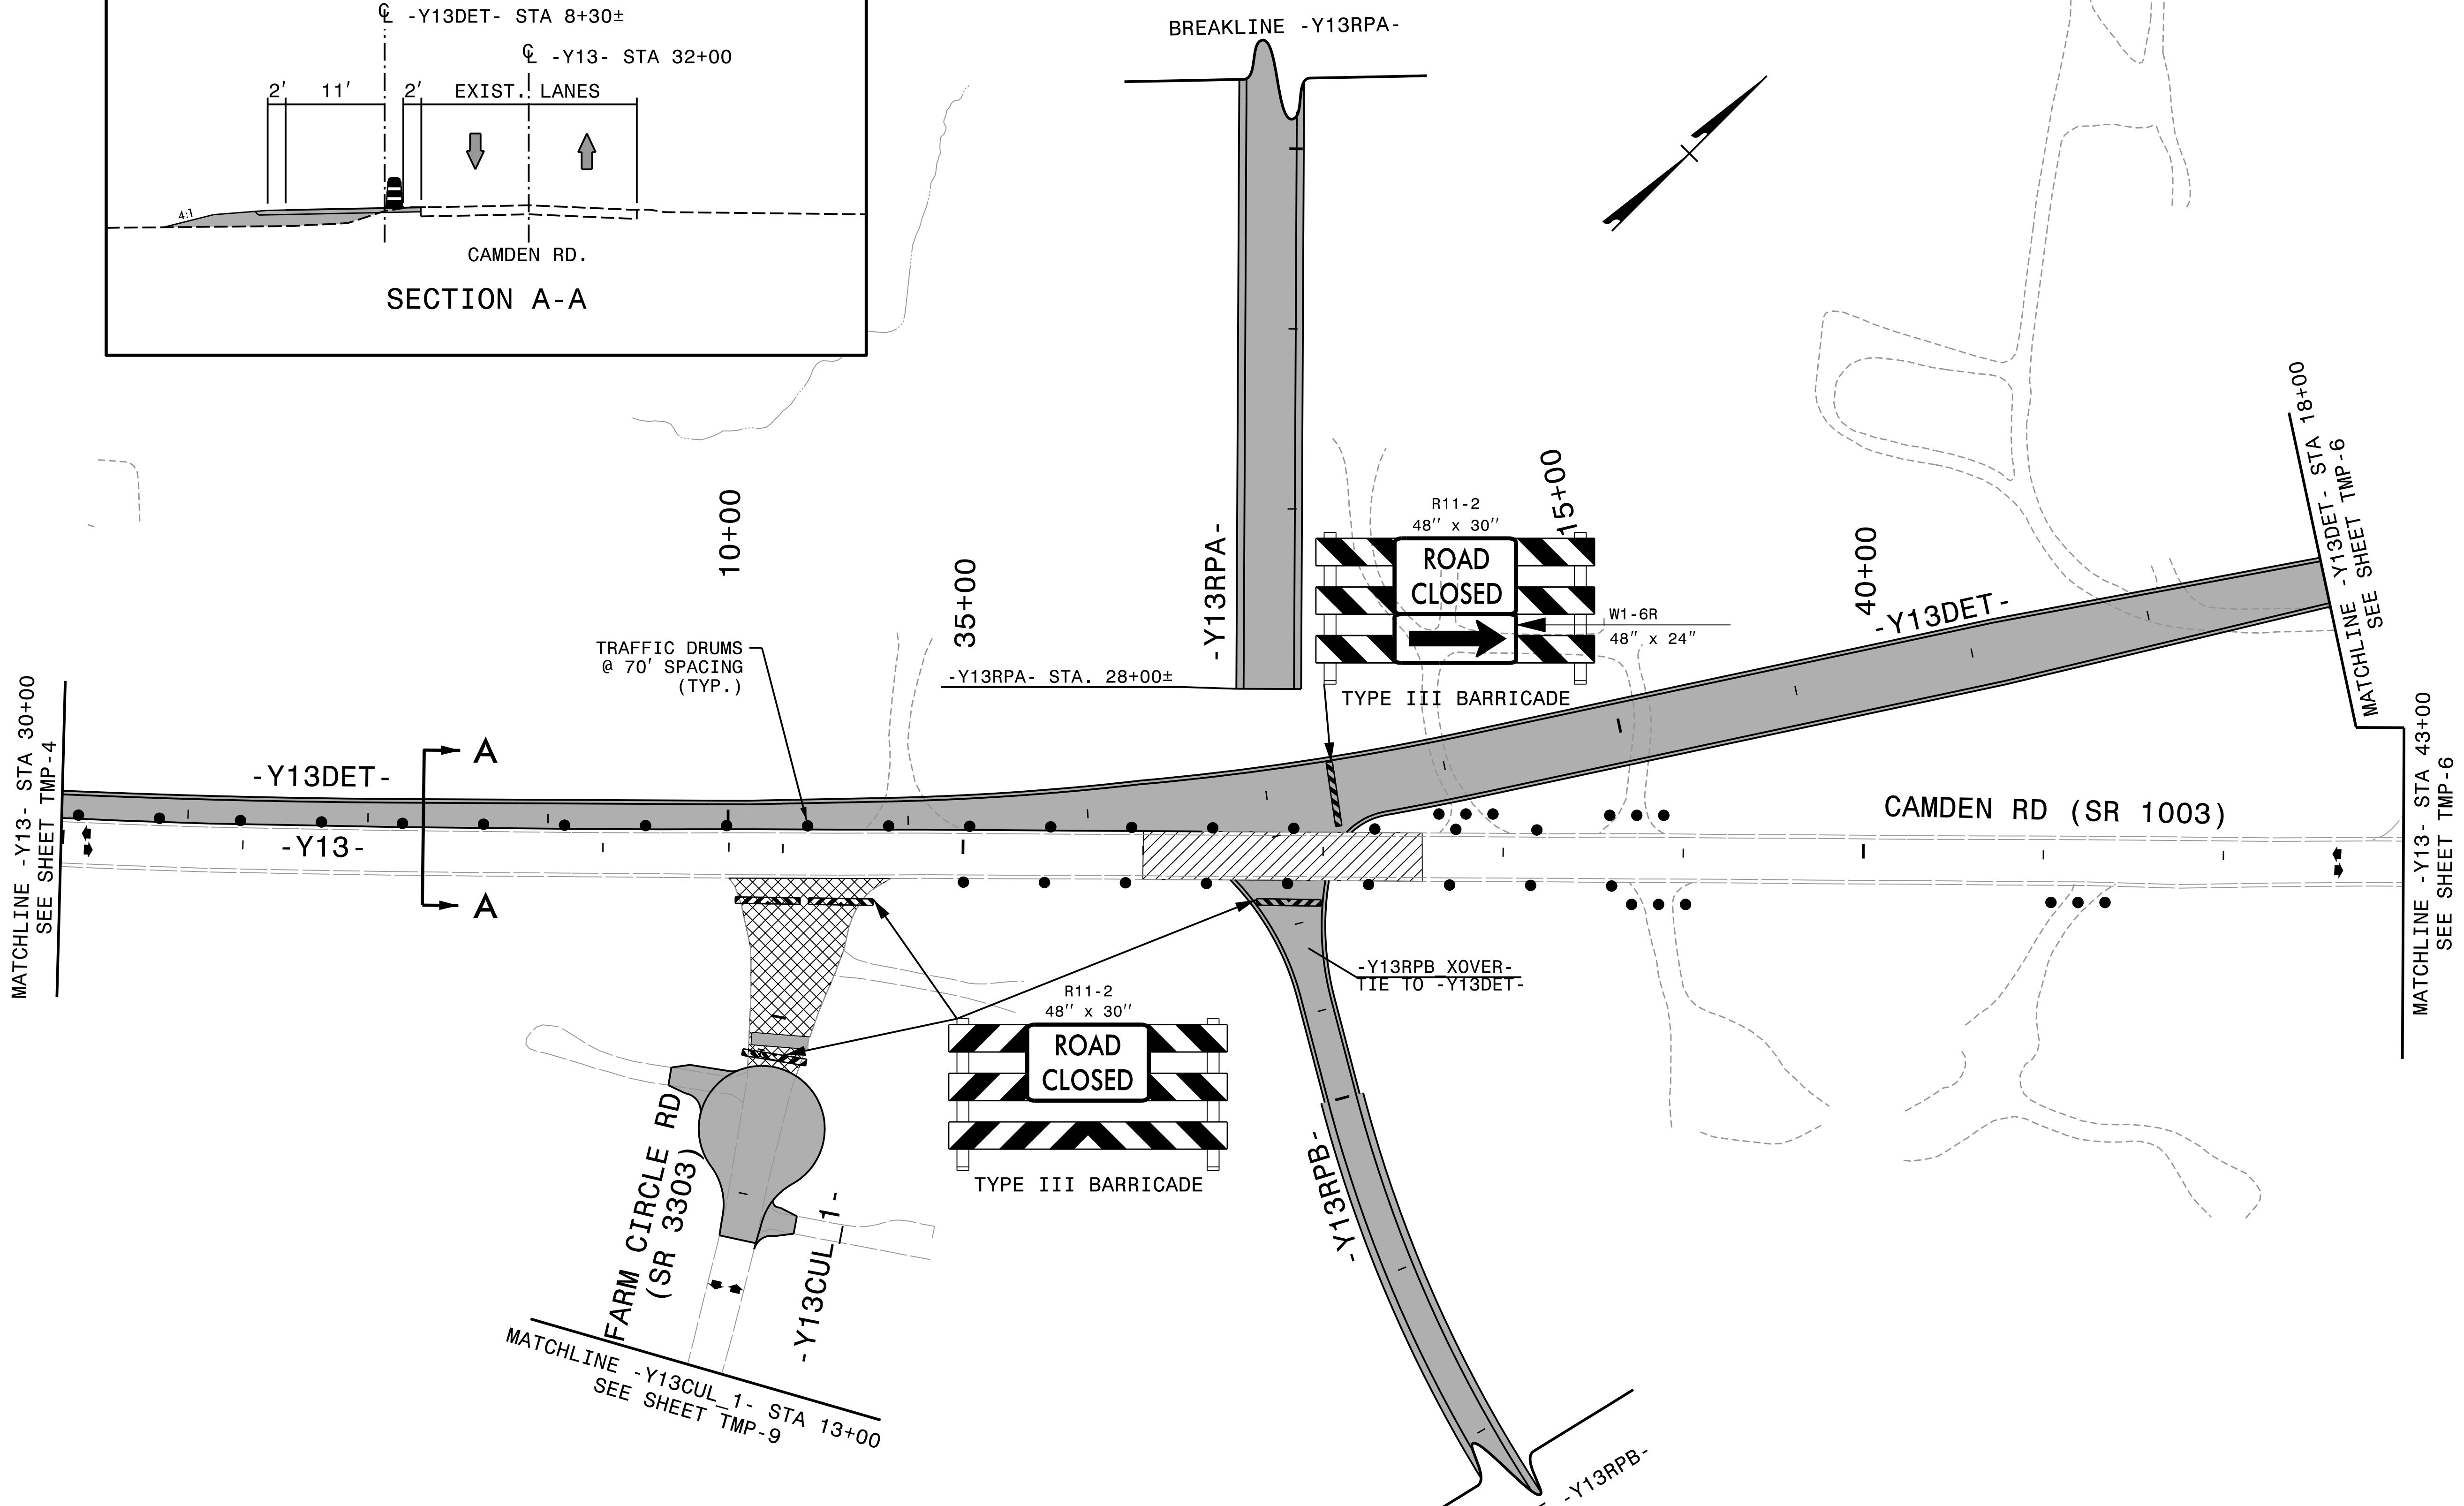 ℄ -Y13DET- STA 8+30±
℄ -Y13- STA 32+00
2' 11' 2' EXIST. LANES
4:1
CAMDEN RD.
SECTION A-A
BREAKLINE -Y13RPA-
-Y13RPA-
-Y13RPA- STA. 28+00±
10+00
35+00
15+00
40+00
R11-2
48" x 30"
ROAD
CLOSED
W1-6R
48" x 24"
TYPE III BARRICADE
TRAFFIC DRUMS
@ 70' SPACING
(TYP.)
-Y13DET-
MATCHLINE -Y13DET- STA 18+00
SEE SHEET TMP-6
MATCHLINE -Y13- STA 30+00
SEE SHEET TMP-4
-Y13DET-
-Y13-
A
A
CAMDEN RD (SR 1003)
MATCHLINE -Y13- STA 43+00
SEE SHEET TMP-6
-Y13RPB_XOVER-
TIE TO -Y13DET-
R11-2
48" x 30"
ROAD
CLOSED
TYPE III BARRICADE
FARM CIRCLE RD
(SR 3303)
-Y13CUL_1-
-Y13RPB-
MATCHLINE -Y13CUL_1- STA 13+00
SEE SHEET TMP-9
-Y13RPB-